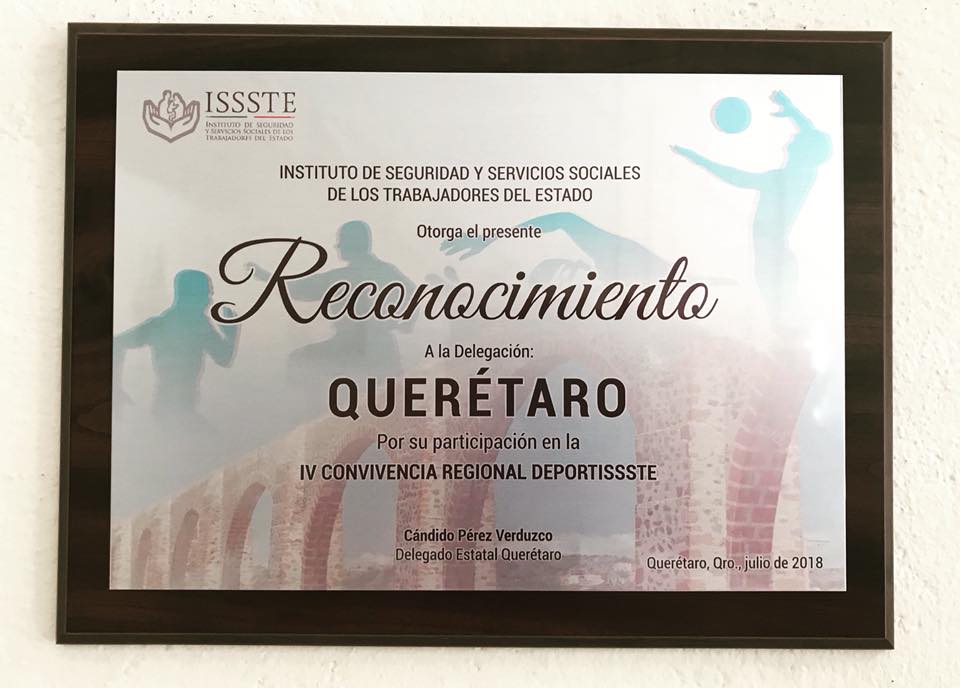 ISSSTE
INSTITUTO DE SEGURIDAD
Y SERVICIOS SOCIALES DE LOS
TRABAJADORES DEL ESTADO
INSTITUTO DE SEGURIDAD Y SERVICIOS SOCIALES
DE LOS TRABAJADORES DEL ESTADO
Otorga el presente
Reconocimiento
A la Delegación:
QUERÉTARO
Por su participación en la
IV CONVIVENCIA REGIONAL DEPORTISSSTE
Cándido Pérez Verduzco
Delegado Estatal Querétaro
Querétaro, Qro., julio de 2018